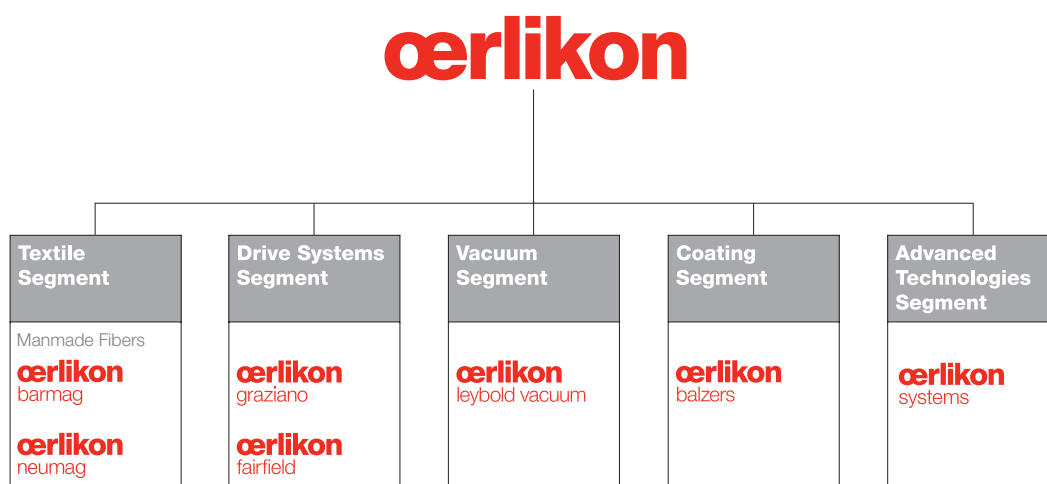 œrlikon
Textile
Segment
Drive Systems
Segment
Vacuum
Segment
Coating
Segment
Advanced
Technologies
Segment
Manmade Fibers
œrlikon
barmag
œrlikon
neumag
œrlikon
graziano
œrlikon
fairfield
œrlikon
leybold vacuum
œrlikon
balzers
œrlikon
systems